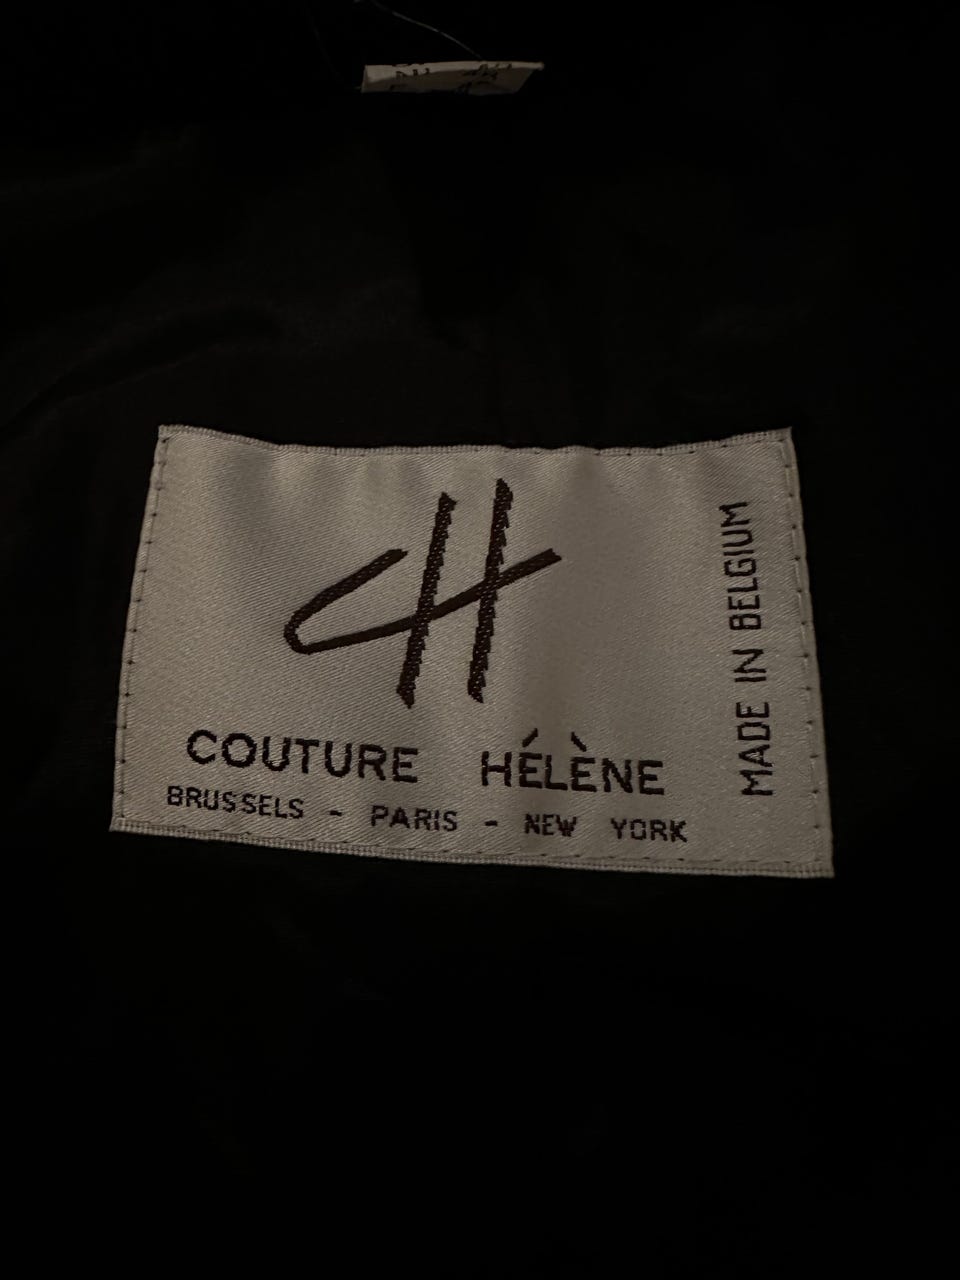 CH
COUTURE HÉLÈNE
BRUSSELS - PARIS - NEW YORK
MADE IN BELGIUM